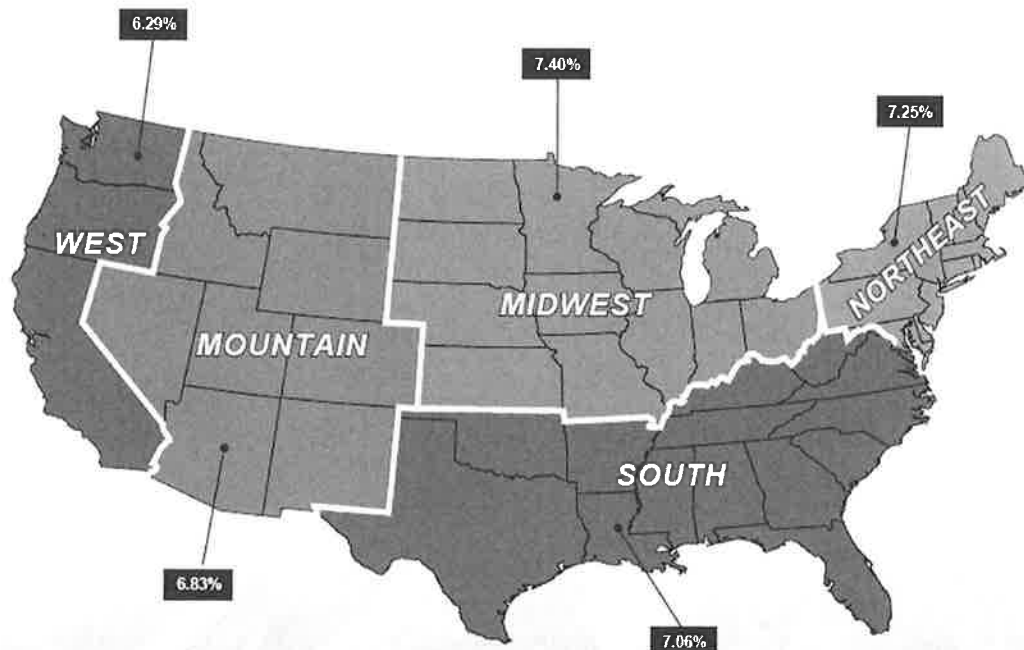 6.29%
7.40%
7.25%
WEST
NORTHEAST
MIDWEST
MOUNTAIN
SOUTH
6.83%
7.06%